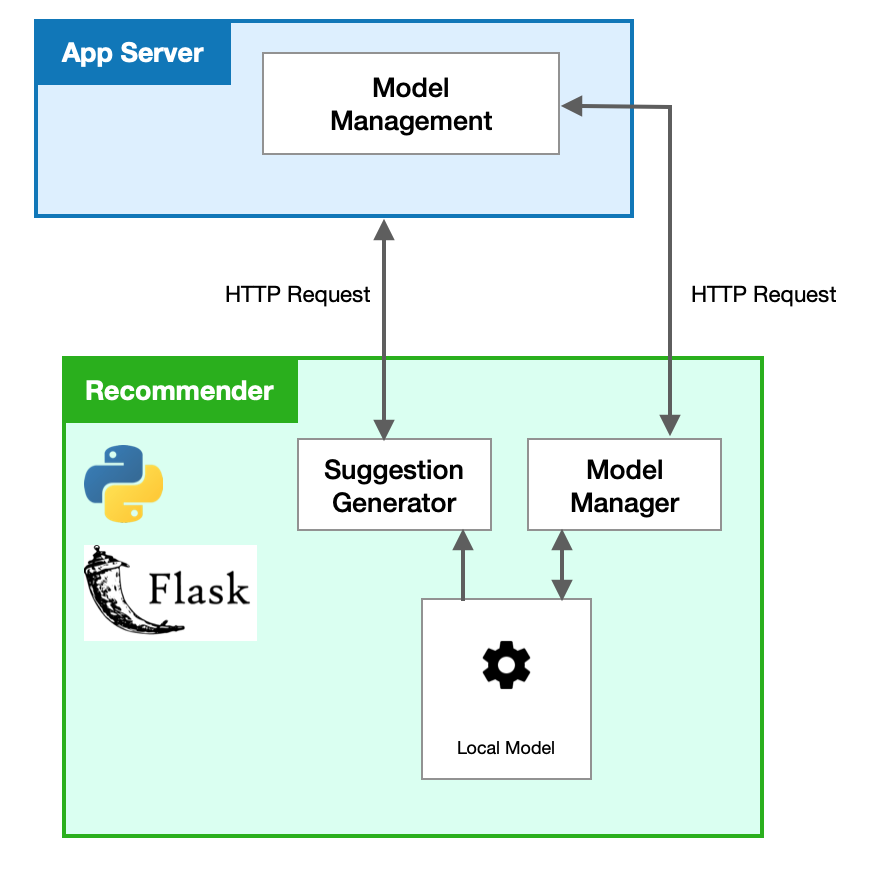 App Server
Model
Management
HTTP Request
HTTP Request
Recommender
Suggestion
Generator
Model
Manager
Flask
Local Model